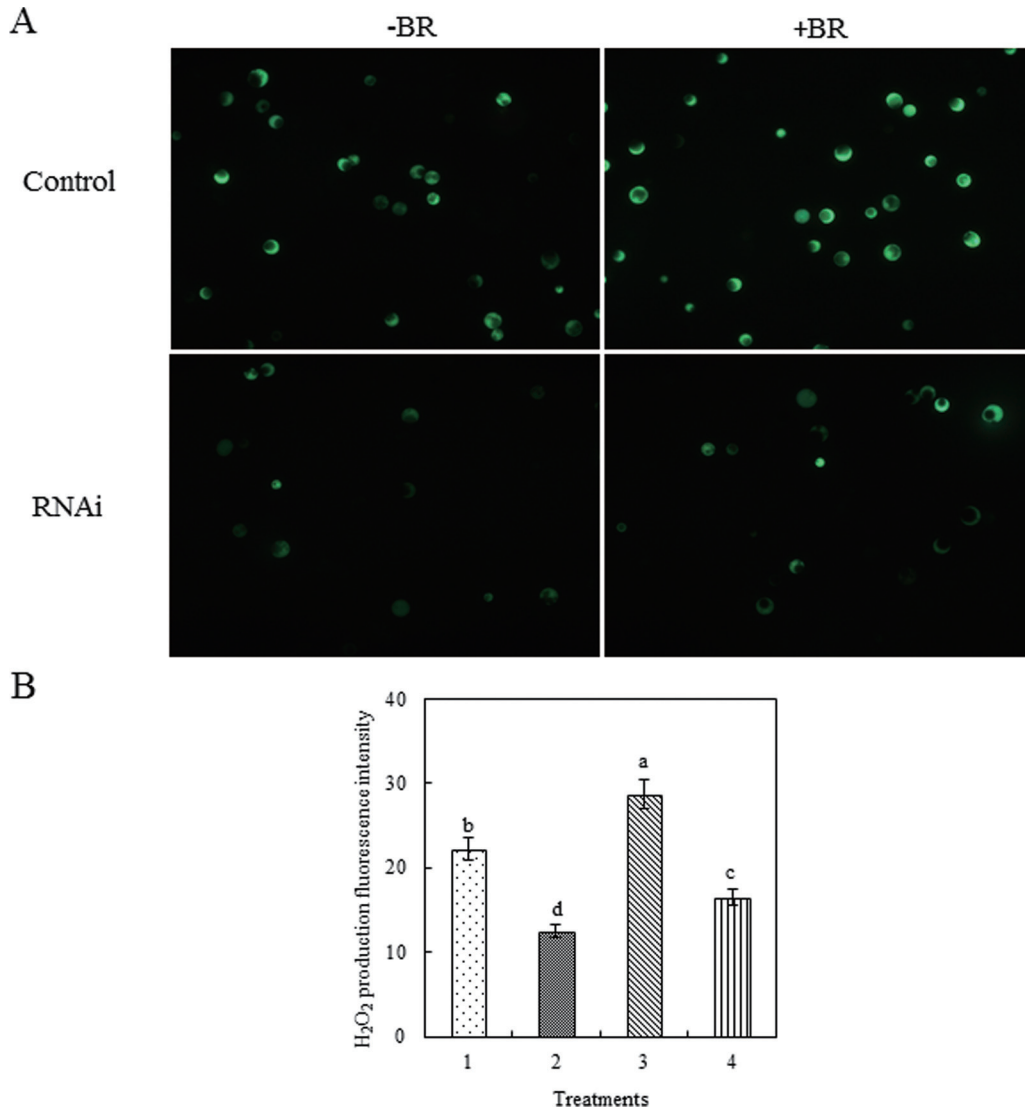 A
-BR +BR
Control
RNAi
B
H₂O₂ production fluorescence intensity
40
30
20
10
0
b
d
a
c
1 2 3 4
Treatments